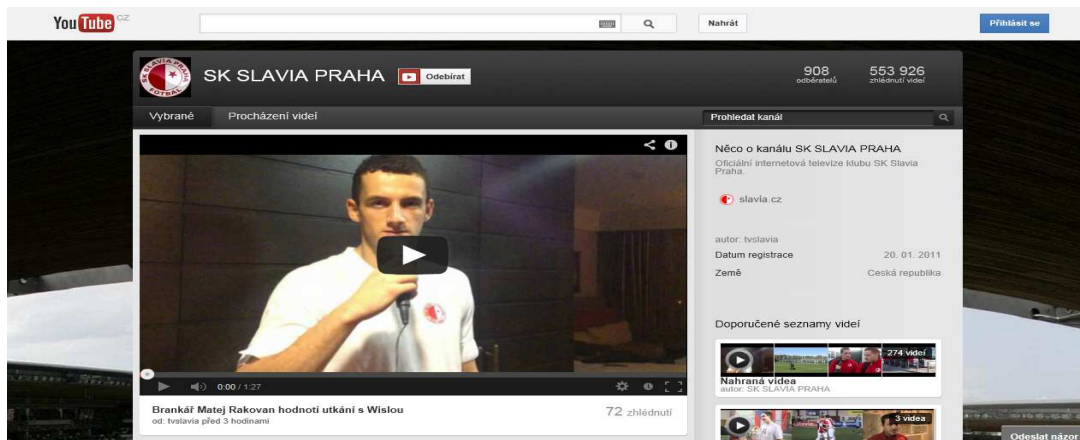 YouTube CZ
Nahrát
Přihlásit se
SK SLAVIA PRAHA
FOTBAL
SK SLAVIA PRAHA
Odebírat
908
odběratelů
553 926
zhlédnutí videí
Vybrané
Procházení videí
Prohledat kanál
0:00 / 1:27
Brankář Matej Rakovan hodnotí utkání s Wislou
od: tvslavia před 3 hodinami
72 zhlédnutí
Něco o kanálu SK SLAVIA PRAHA
Oficiální internetová televize klubu SK Slavia
Praha.
slavia.cz
autor: tvslavia
Datum registrace 20. 01. 2011
Země Česká republika
Doporučené seznamy videí
274 videí
Nahraná videa
autor: SK SLAVIA PRAHA
3 videa
Odeslat názor